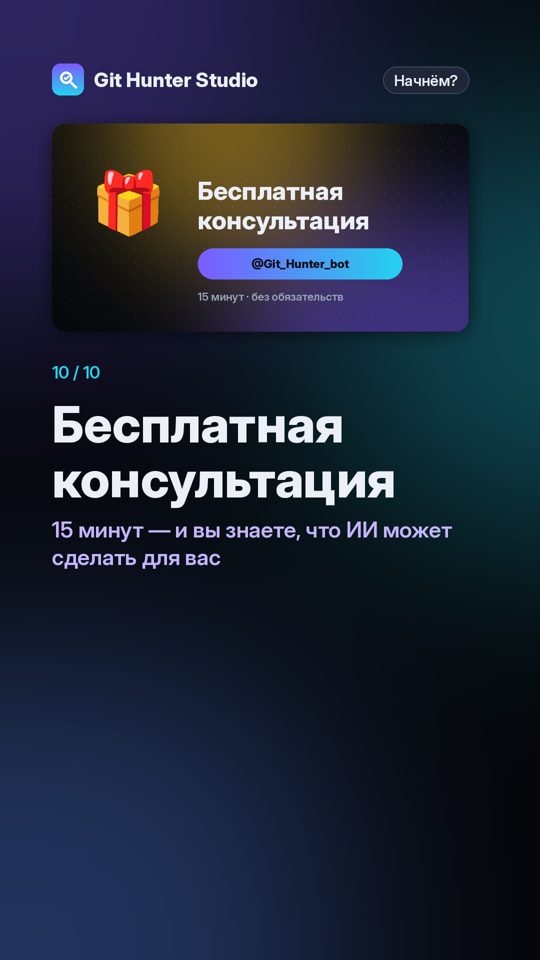 Git Hunter Studio
Начнём?
Бесплатная
консультация
@Git_Hunter_bot
15 минут · без обязательств
10 / 10
Бесплатная
консультация
15 минут — и вы знаете, что ИИ может
сделать для вас